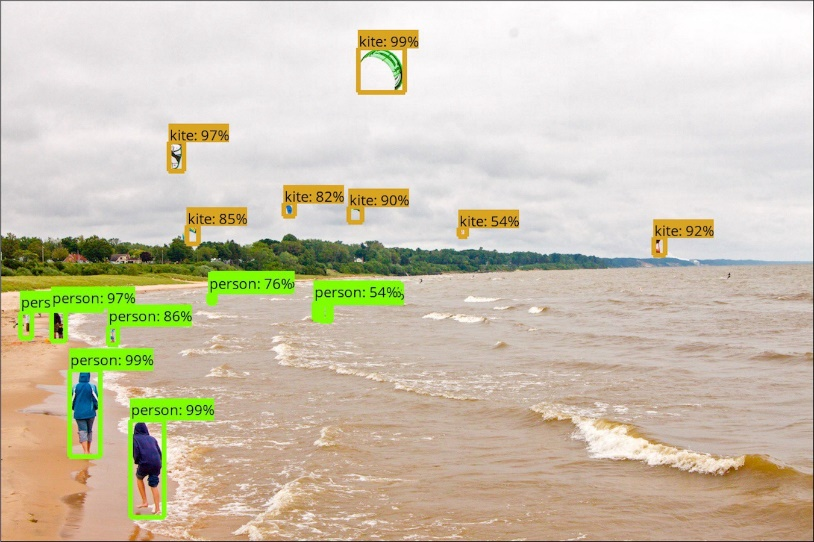 kite: 99%
kite: 97%
kite: 82%
kite: 90%
kite: 85%
kite: 54%
kite: 92%
person: 76%
person: 54%
pers
person: 97%
person: 86%
person: 99%
person: 99%